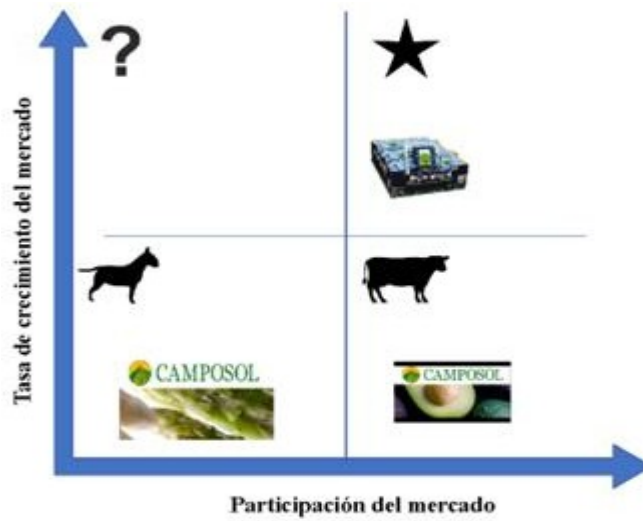 ?
Tasa de crecimiento del mercado
CAMPOSOL
CAMPOSOL
Participación del mercado